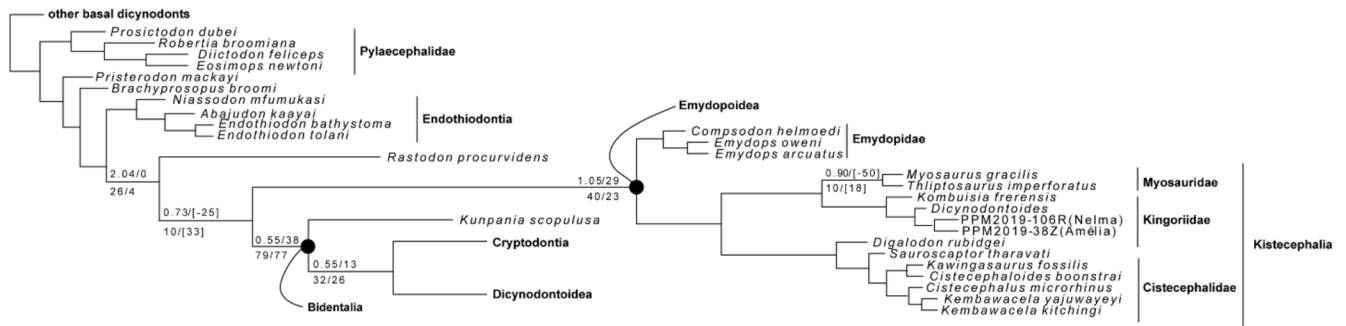 other basal dicynodonts
Prosictodon dubei
Robertia broomiana
Diictodon feliceps
Eosimops newtoni
Pylaecephalidae
Pristerodon mackayi
Brachyprosopus broomi
Niassodon mfumukasi
Abajudon kaayai
Endothiodon bathystoma
Endothiodon tolani
Endothiodontia
2.04/0
26/4
Rastodon procurvidens
0.73/[-25]
10/[33]
0.55/38
79/77
Bidentalia
Kunpania scopulusa
0.55/13
32/26
Cryptodontia
Dicynodontoidea
1.05/29
40/23
Emydopoidea
Compsodon helmoedi
Emydops oweni
Emydops arcuatus
Emydopidae
0.90/[-50]
10/[18]
Myosaurus gracilis
Thliptosaurus imperforatus
Myosauridae
Kombuisia frerensis
Dicynodontoides
PPM2019-106R(Nelma)
PPM2019-38Z(Amélia)
Kingoriidae
Digalodon rubidgei
Sauroscaptor tharavati
Kawingasaurus fossilis
Cistecephaloides boonstrai
Cistecephalus microrhinus
Kembawacela yajuwayeyi
Kembawacela kitchingi
Cistecephalidae
Kistecephalia